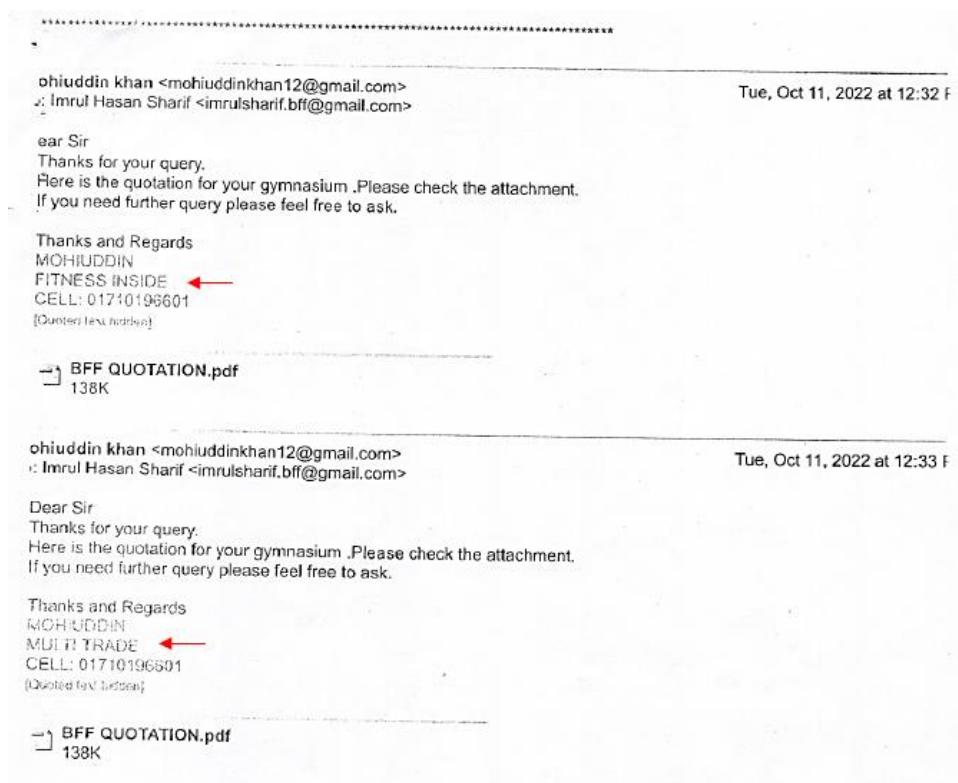 ohiuddin khan <mohiuddinkhan12@gmail.com>
Tue, Oct 11, 2022 at 12:32
: Imrul Hasan Sharif <imrulsharif.bff@gmail.com>
ear Sir
Thanks for your query.
Here is the quotation for your gymnasium .Please check the attachment.
If you need further query please feel free to ask.
Thanks and Regards
MOHIUDDIN
FITNESS INSIDE
CELL: 01710196601
[Quoted text hidden]
BFF QUOTATION.pdf
138K
ohiuddin khan <mohiuddinkhan12@gmail.com>
Tue, Oct 11, 2022 at 12:33
: Imrul Hasan Sharif <imrulsharif.bff@gmail.com>
Dear Sir
Thanks for your query.
Here is the quotation for your gymnasium .Please check the attachment.
If you need further query please feel free to ask.
Thanks and Regards
MOHIUDDIN
MULTI TRADE
CELL: 01710196601
[Quoted text hidden]
BFF QUOTATION.pdf
138K